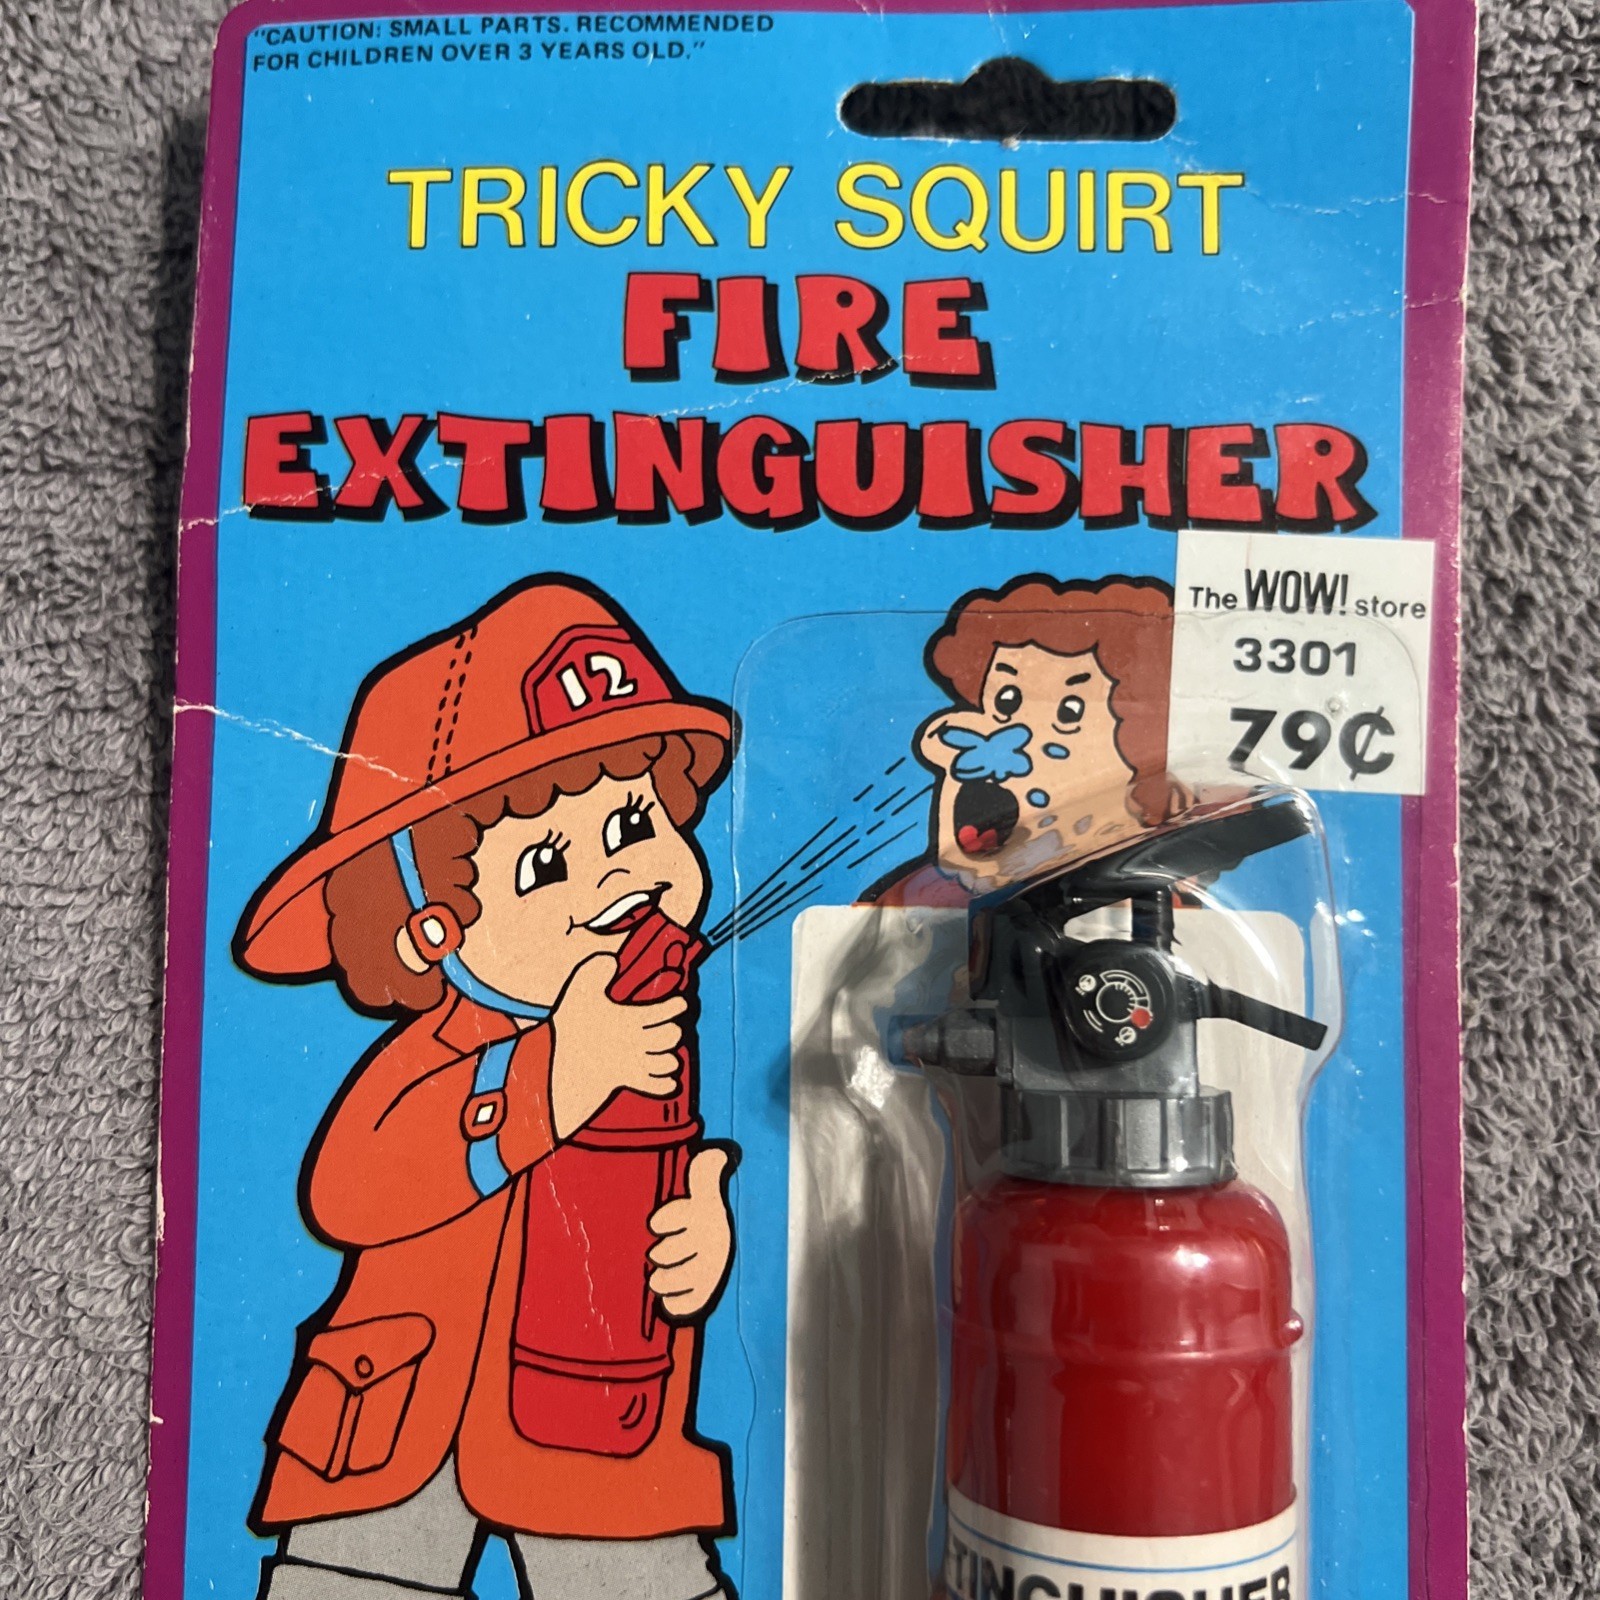 "CAUTION: SMALL PARTS. RECOMMENDED
FOR CHILDREN OVER 3 YEARS OLD."
TRICKY SQUIRT
FIRE
EXTINGUISHER
The WOW! store
3301
79¢
12